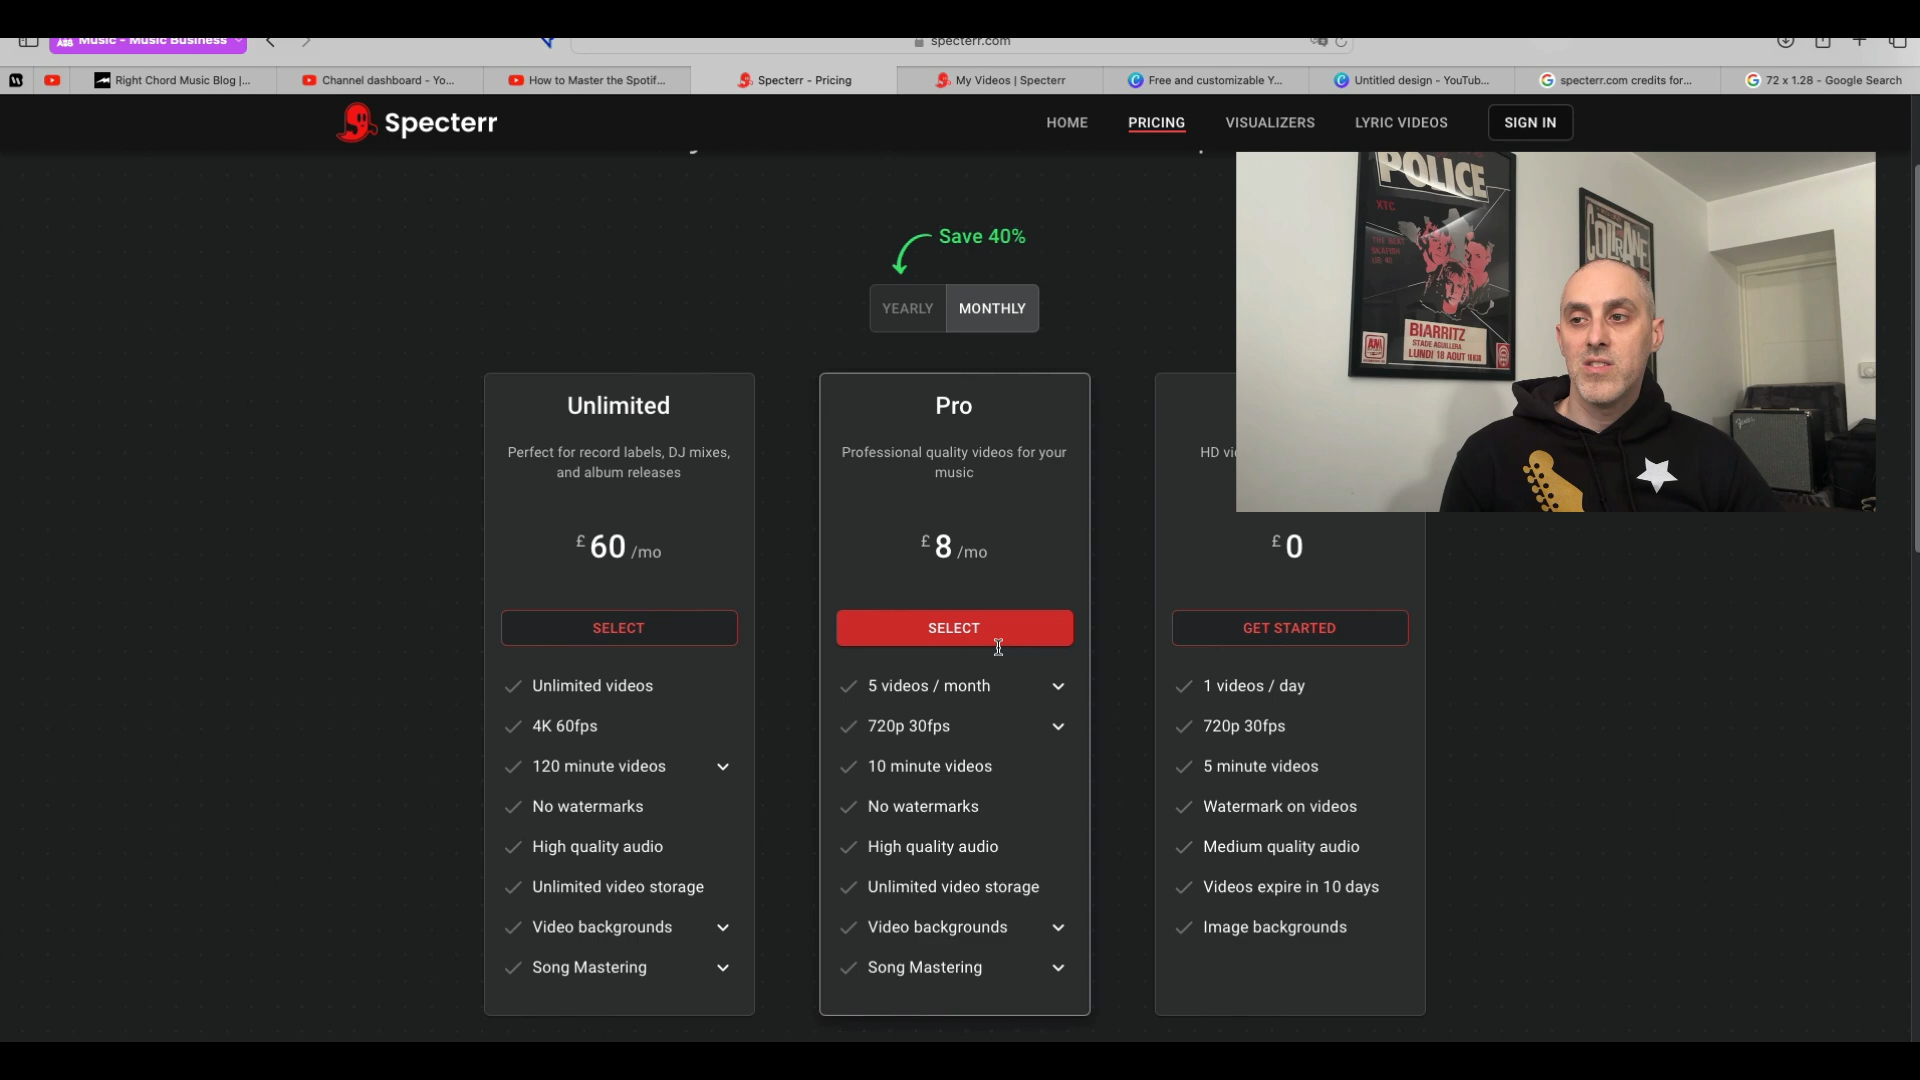 Music - Music Business
specterr.com
Right Chord Music Blog |...
Channel dashboard - Yo...
How to Master the Spotif...
Specterr - Pricing
My Videos | Specterr
Free and customizable Y...
Untitled design - YouTub...
specterr.com credits for...
72 x 1.28 - Google Search
Specterr
HOME
PRICING
VISUALIZERS
LYRIC VIDEOS
SIGN IN
Save 40%
YEARLY
MONTHLY
POLICE
XTC
BIARRITZ
STADE AGUILERA
LUNDI 18 AOUT
COLTRANE
Unlimited
Perfect for record labels, DJ mixes,
and album releases
£ 60 /mo
SELECT
Unlimited videos
4K 60fps
120 minute videos
No watermarks
High quality audio
Unlimited video storage
Video backgrounds
Song Mastering
Pro
Professional quality videos for your
music
£ 8 /mo
SELECT
5 videos / month
720p 30fps
10 minute videos
No watermarks
High quality audio
Unlimited video storage
Video backgrounds
Song Mastering
HD
£ 0
GET STARTED
1 videos / day
720p 30fps
5 minute videos
Watermark on videos
Medium quality audio
Videos expire in 10 days
Image backgrounds
Fender